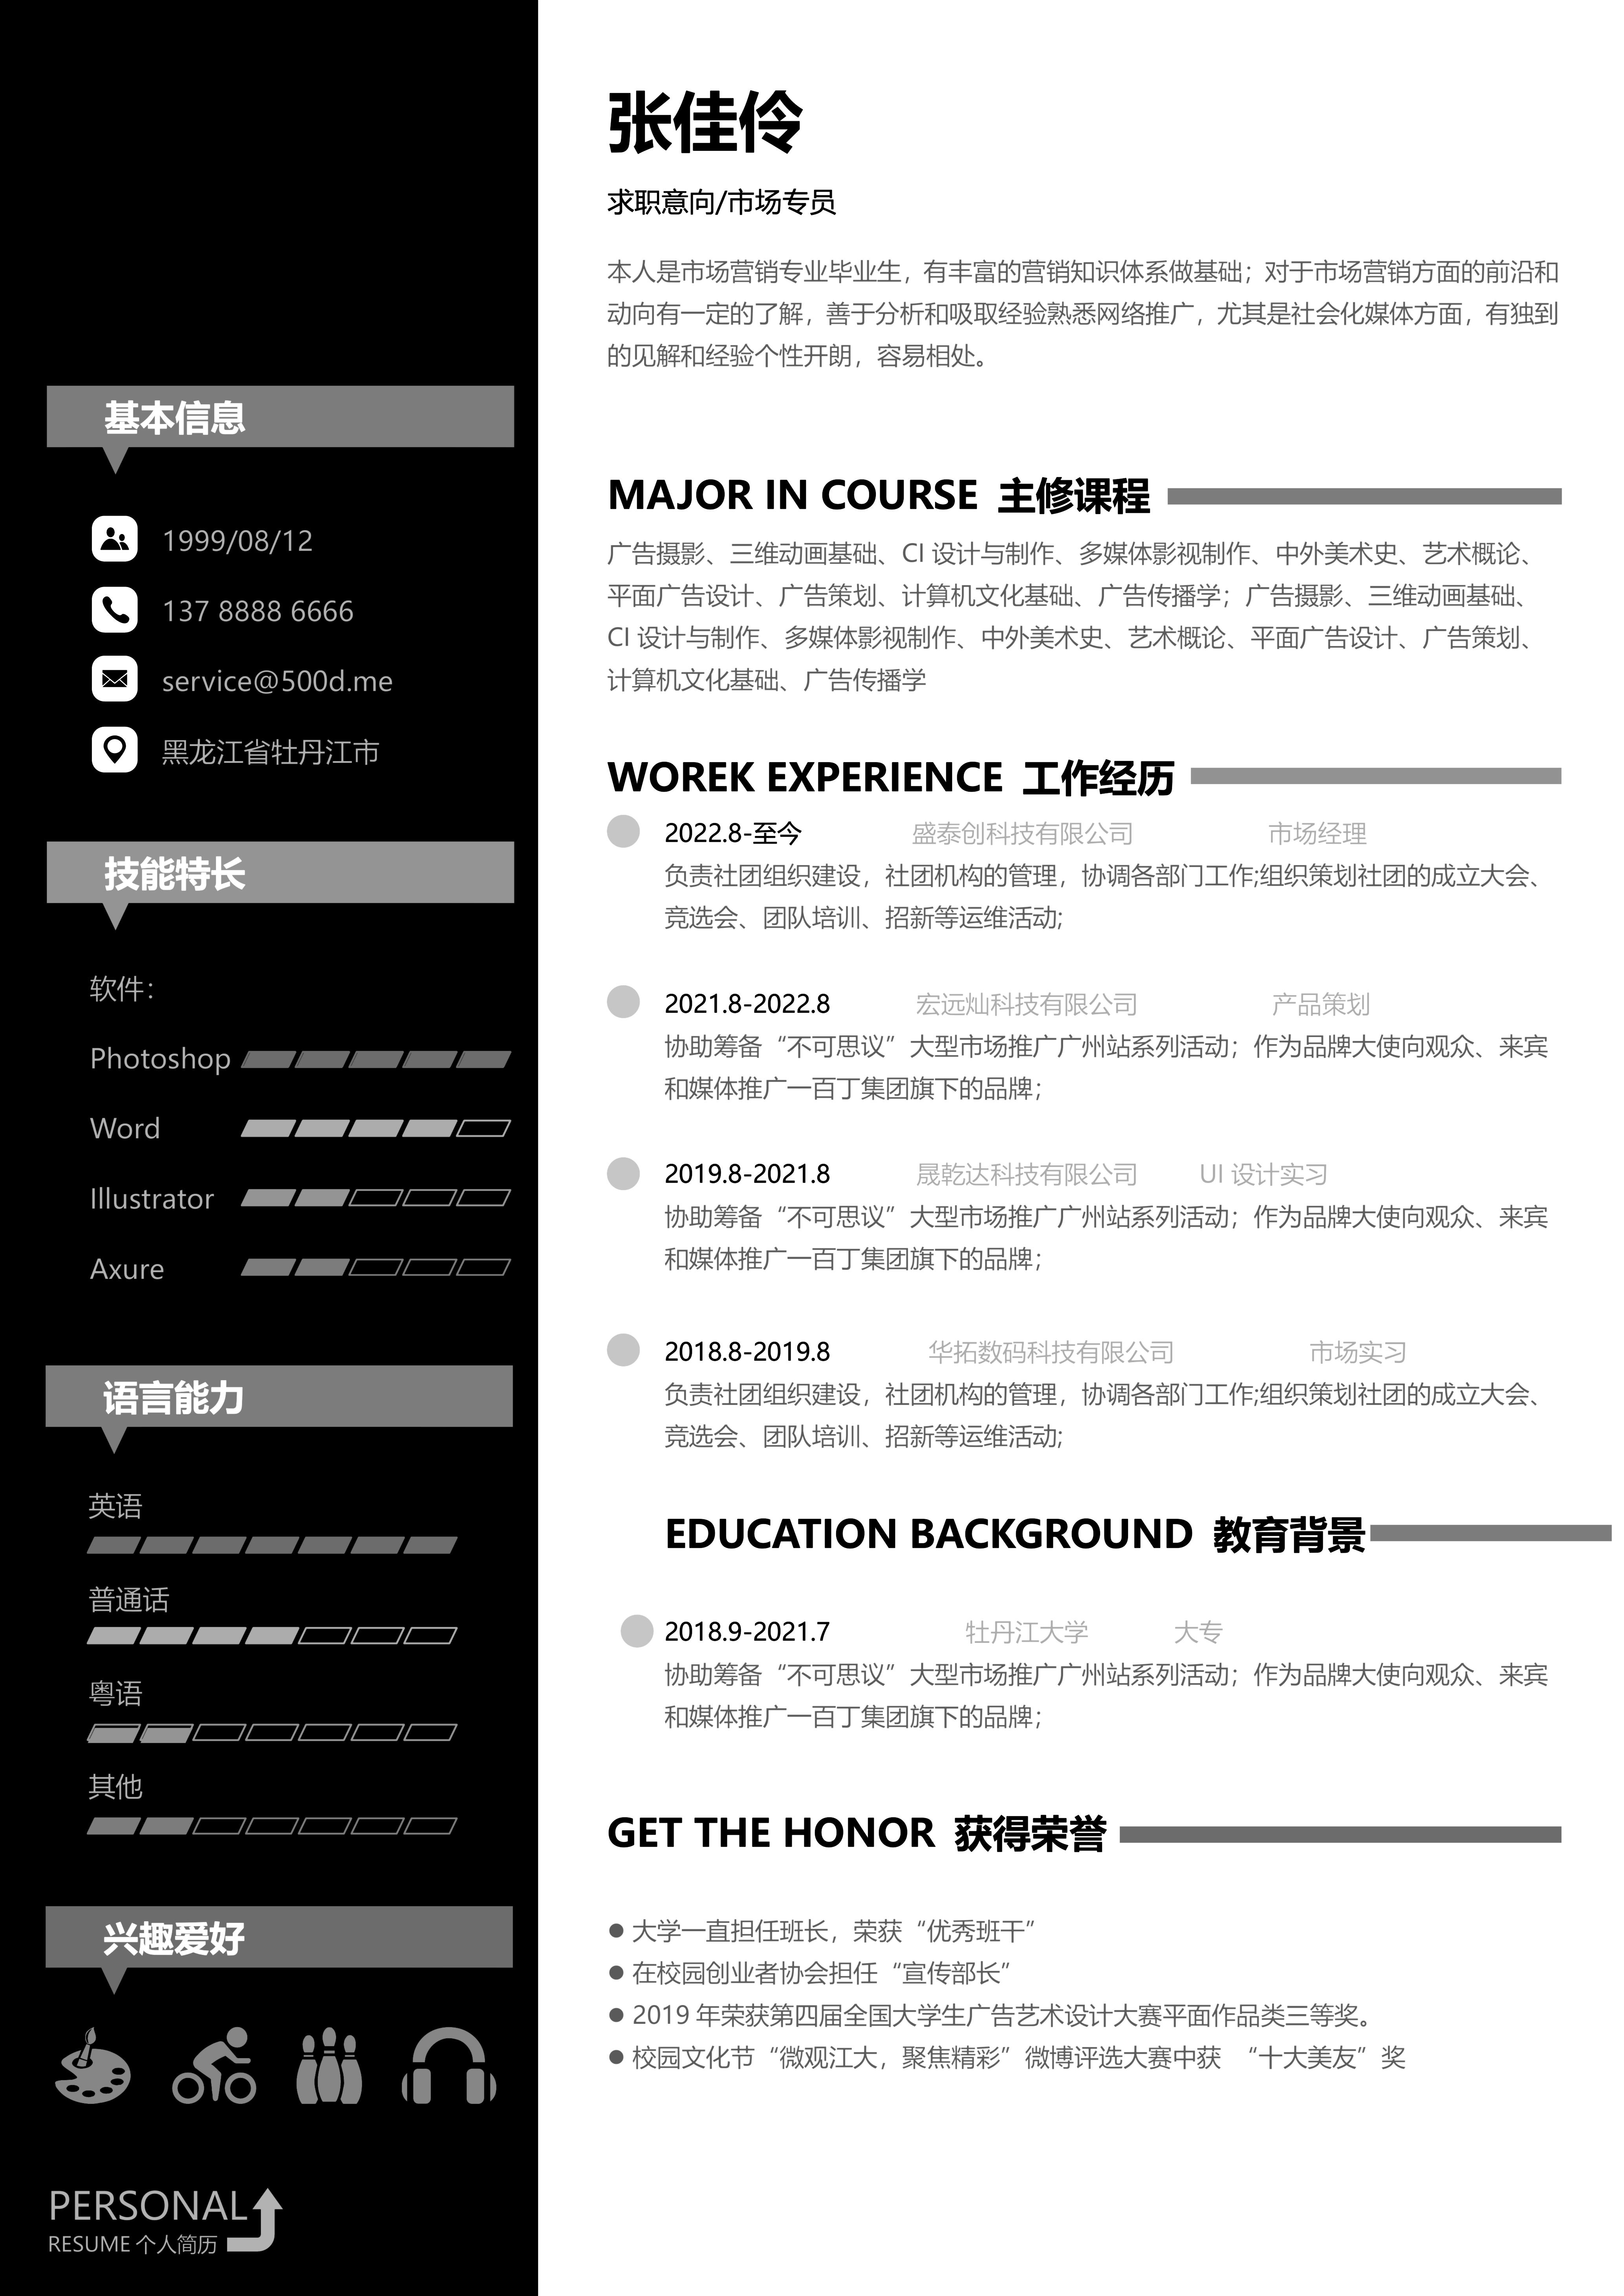 张佳伶
求职意向/市场专员
本人是市场营销专业毕业生，有丰富的营销知识体系做基础；对于市场营销方面的前沿和
动向有一定的了解，善于分析和吸取经验熟悉网络推广，尤其是社会化媒体方面，有独到
的见解和经验个性开朗，容易相处。
基本信息
1999/08/12
137 8888 6666
service@500d.me
黑龙江省牡丹江市
技能特长
软件：
Photoshop
Word
Illustrator
Axure
语言能力
英语
普通话
粤语
其他
兴趣爱好
PERSONAL
RESUME 个人简历
MAJOR IN COURSE 主修课程
广告摄影、三维动画基础、CI 设计与制作、多媒体影视制作、中外美术史、艺术概论、
平面广告设计、广告策划、计算机文化基础、广告传播学；广告摄影、三维动画基础、
CI 设计与制作、多媒体影视制作、中外美术史、艺术概论、平面广告设计、广告策划、
计算机文化基础、广告传播学
WOREK EXPERIENCE 工作经历
2022.8-至今 盛泰创科技有限公司 市场经理
负责社团组织建设，社团机构的管理，协调各部门工作;组织策划社团的成立大会、
竞选会、团队培训、招新等运维活动;
2021.8-2022.8 宏远灿科技有限公司 产品策划
协助筹备“不可思议”大型市场推广广州站系列活动；作为品牌大使向观众、来宾
和媒体推广一百丁集团旗下的品牌；
2019.8-2021.8 晟乾达科技有限公司 UI 设计实习
协助筹备“不可思议”大型市场推广广州站系列活动；作为品牌大使向观众、来宾
和媒体推广一百丁集团旗下的品牌；
2018.8-2019.8 华拓数码科技有限公司 市场实习
负责社团组织建设，社团机构的管理，协调各部门工作;组织策划社团的成立大会、
竞选会、团队培训、招新等运维活动;
EDUCATION BACKGROUND 教育背景
2018.9-2021.7 牡丹江大学 大专
协助筹备“不可思议”大型市场推广广州站系列活动；作为品牌大使向观众、来宾
和媒体推广一百丁集团旗下的品牌；
GET THE HONOR 获得荣誉
● 大学一直担任班长，荣获“优秀班干”
● 在校园创业者协会担任“宣传部长”
● 2019 年荣获第四届全国大学生广告艺术设计大赛平面作品类三等奖。
● 校园文化节“微观江大，聚焦精彩”微博评选大赛中获 “十大美友”奖